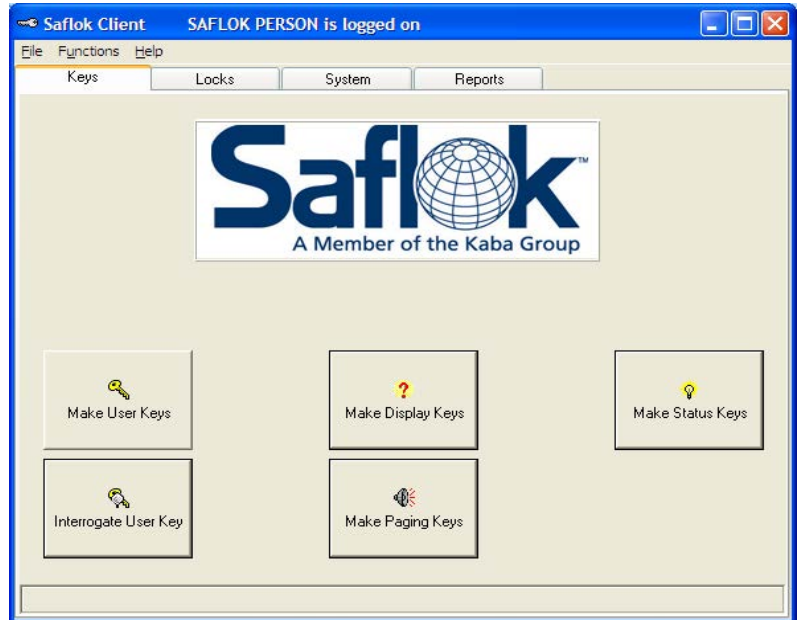 Saflok Client SAFLOK PERSON is logged on
File Functions Help
Keys Locks System Reports
Saflok™
A Member of the Kaba Group
Make User Keys Make Display Keys Make Status Keys
Interrogate User Key Make Paging Keys